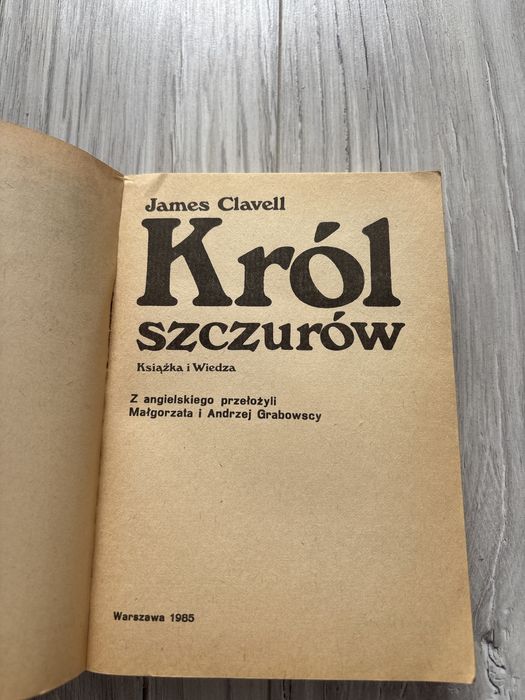 James Clavell
Król
szczurów
Książka i Wiedza
Z angielskiego przełożyli
Małgorzata i Andrzej Grabowscy
Warszawa 1985